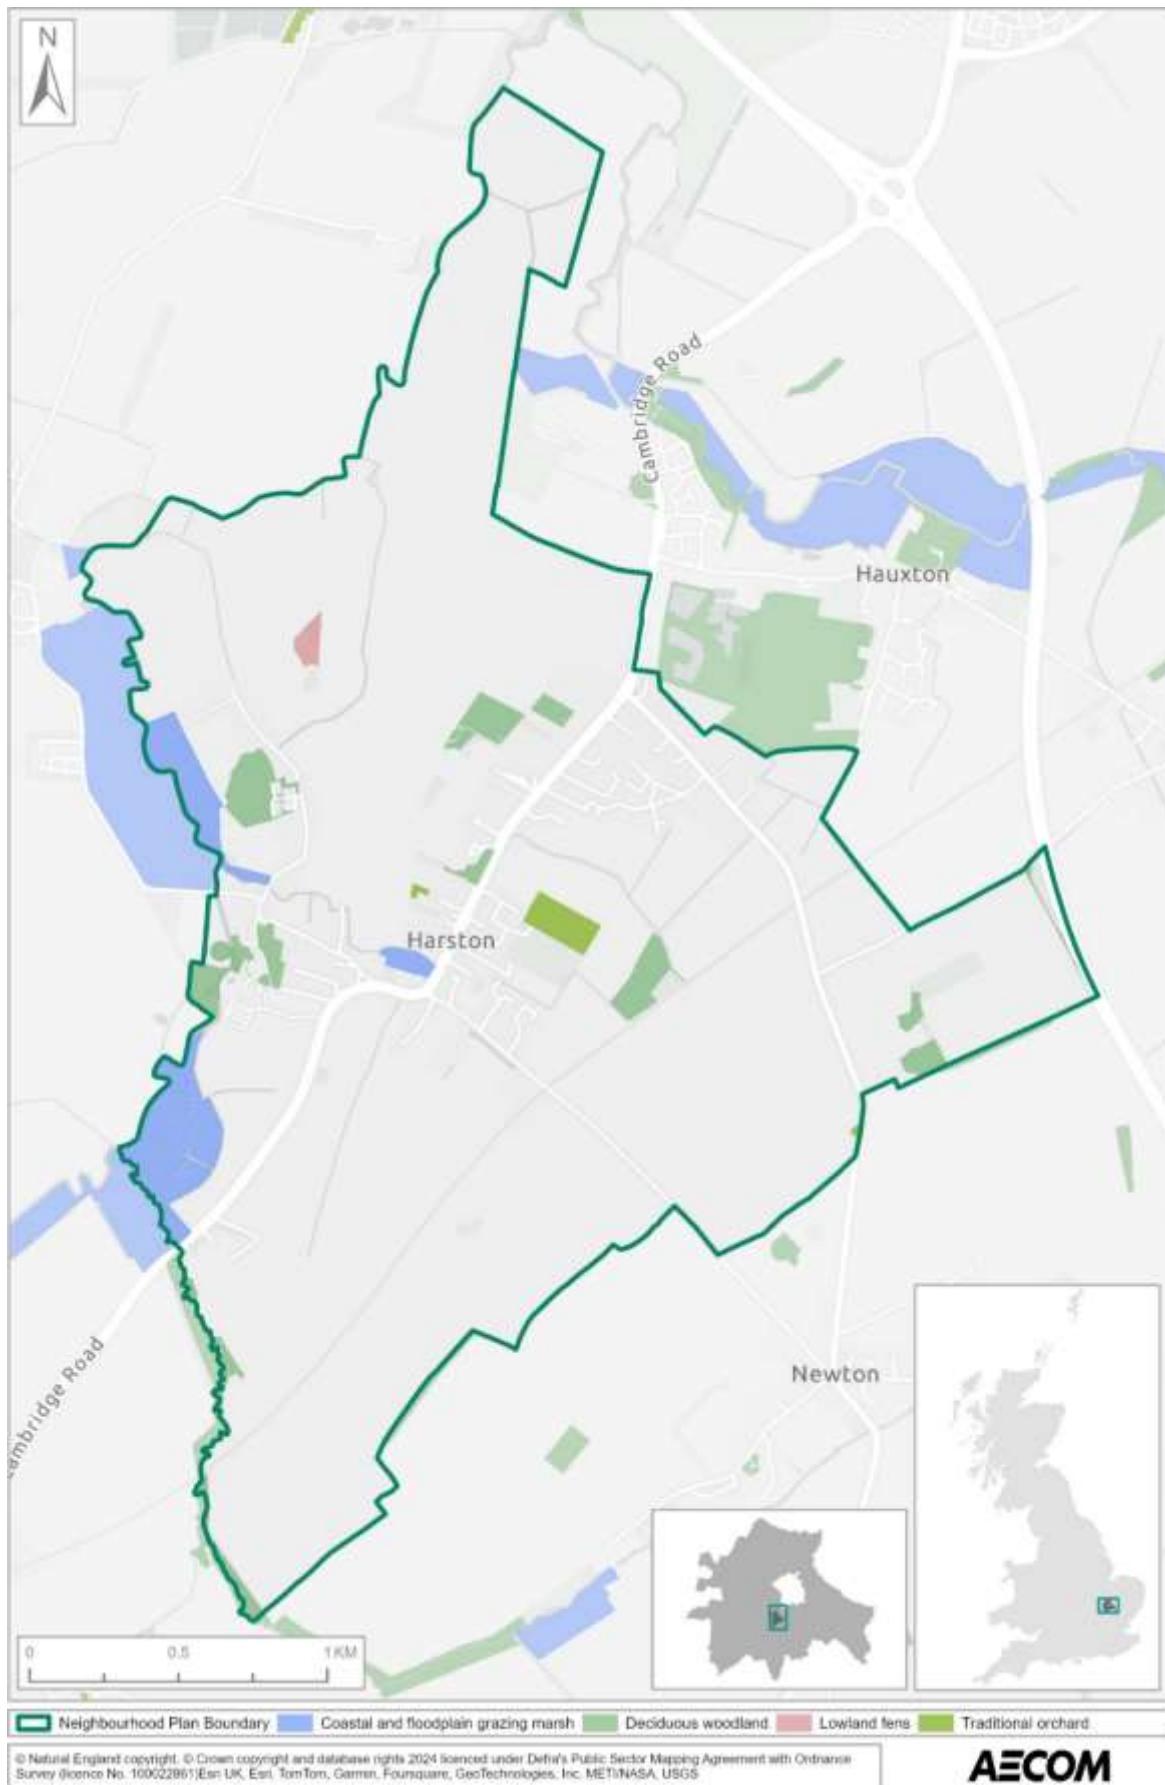 N
Cambridge Road
Hauxton
Harston
Newton
Cambridge Road
0 0.5 1 KM
Neighbourhood Plan Boundary Coastal and floodplain grazing marsh Deciduous woodland Lowland fens Traditional orchard
© Natural England copyright. © Crown copyright and database rights 2024 licenced under Defra's Public Sector Mapping Agreement with Ordnance
Survey (licence No. 100022861)Esri UK, Esri, TomTom, Garmin, Foursquare, GeoTechnologies, Inc, METI/NASA, USGS
AECOM